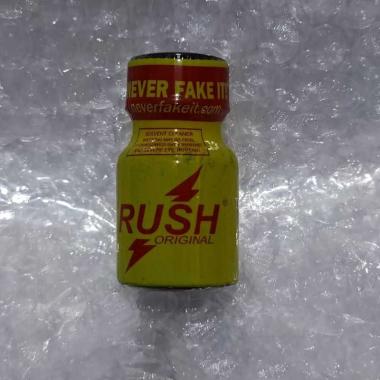 NEVER FAKE IT!
neverfakeit.com
SOLVENT CLEANER
RUSH®
ORIGINAL